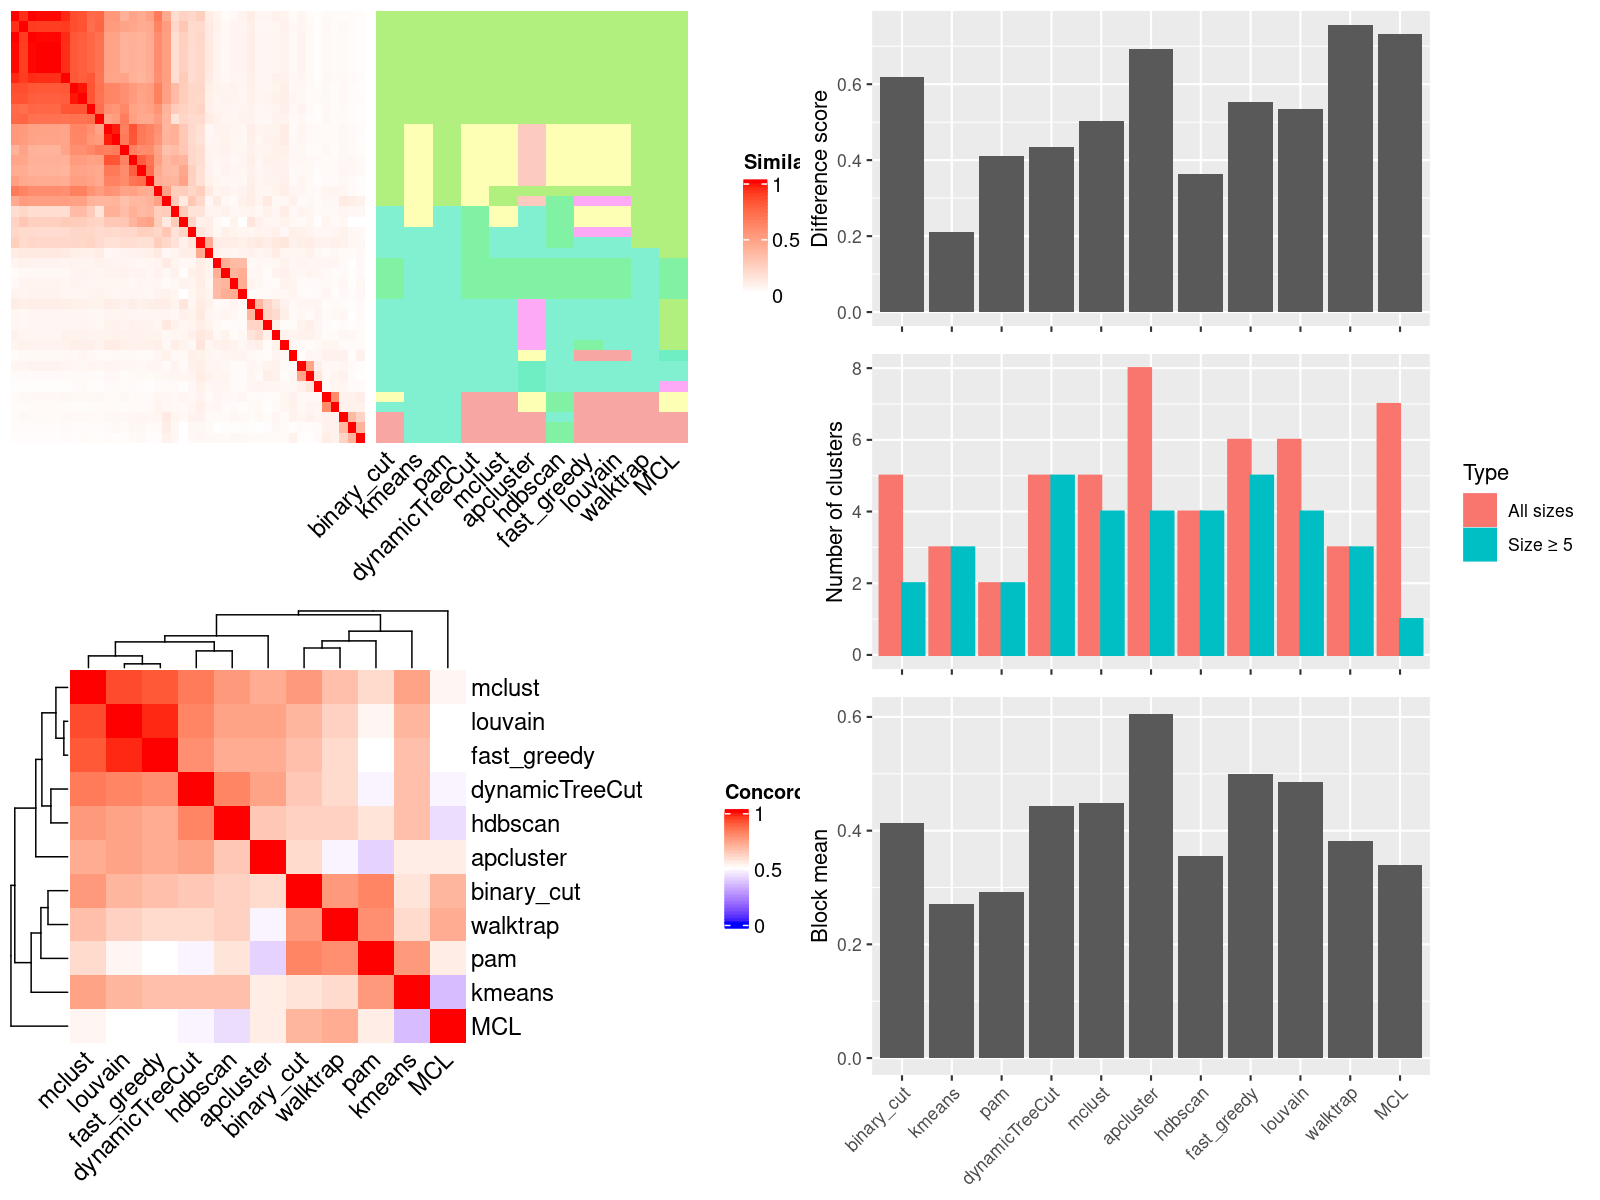 Simila
1
0.5
0
binary_cut
kmeans
pam
dynamicTreeCut
mclust
apcluster
hdbscan
fast_greedy
louvain
walktrap
MCL
mclust
louvain
fast_greedy
dynamicTreeCut
hdbscan
apcluster
binary_cut
walktrap
pam
kmeans
MCL
mclust
louvain
fast_greedy
dynamicTreeCut
hdbscan
apcluster
binary_cut
walktrap
pam
kmeans
MCL
Concord
1
0.5
0
Difference score
0.6
0.4
0.2
0.0
Number of clusters
8
6
4
2
0
Type
All sizes
Size ≥ 5
Block mean
0.6
0.4
0.2
0.0
binary_cut
kmeans
pam
dynamicTreeCut
mclust
apcluster
hdbscan
fast_greedy
louvain
walktrap
MCL